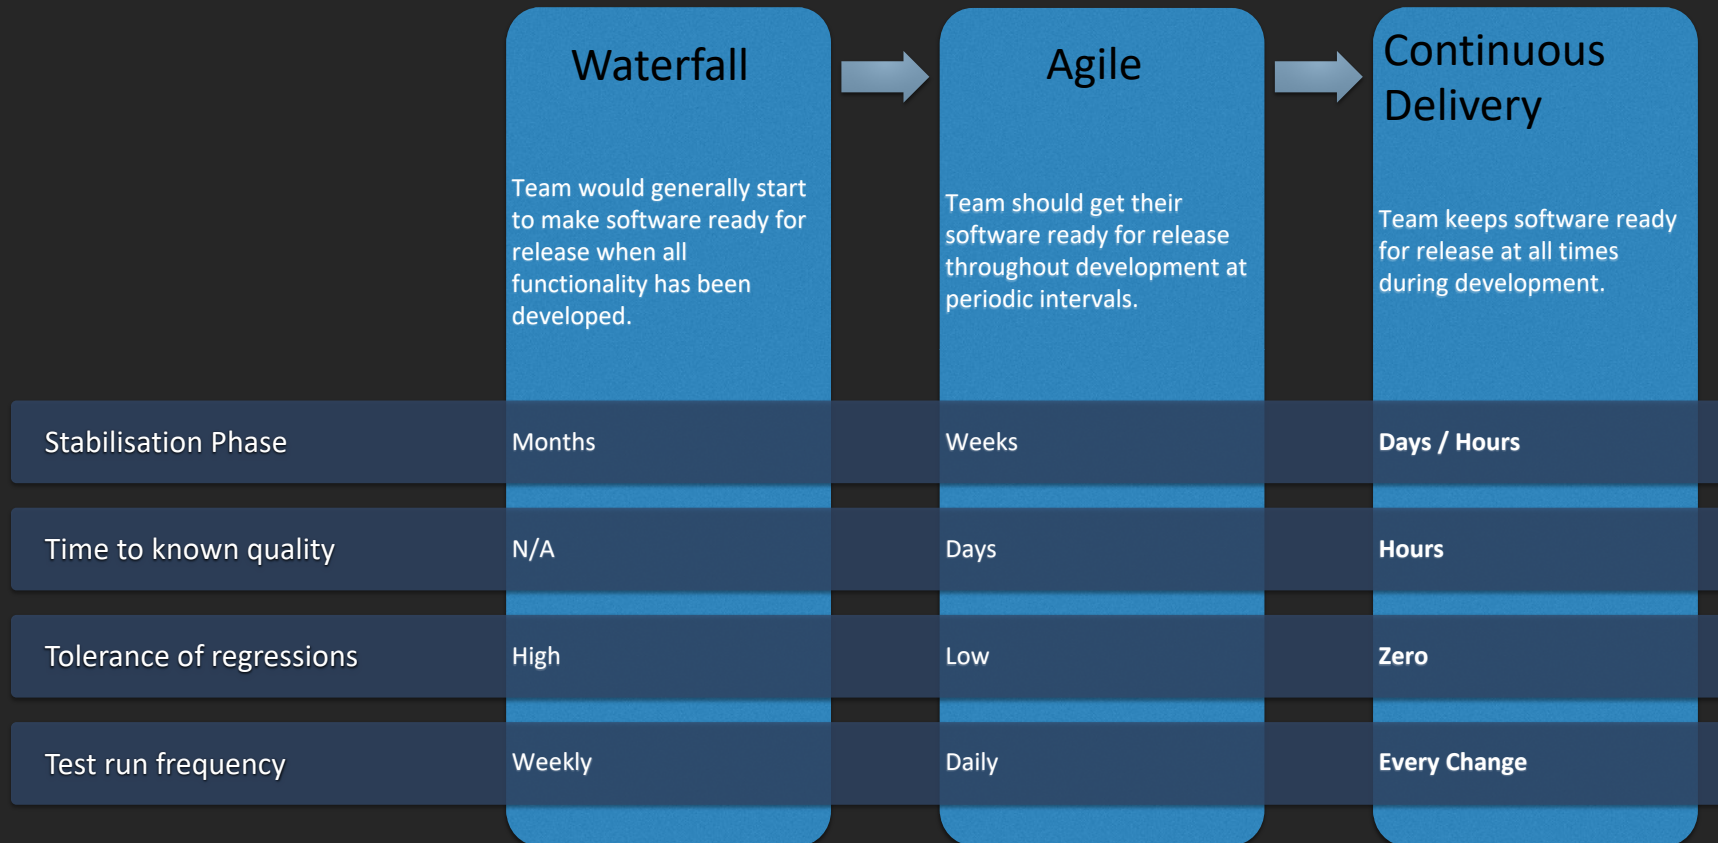 Waterfall
Agile
Continuous
Delivery
Team would generally start
to make software ready for
release when all
functionality has been
developed.
Team should get their
software ready for release
throughout development at
periodic intervals.
Team keeps software ready
for release at all times
during development.
Stabilisation Phase
Months
Weeks
Days / Hours
Time to known quality
N/A
Days
Hours
Tolerance of regressions
High
Low
Zero
Test run frequency
Weekly
Daily
Every Change